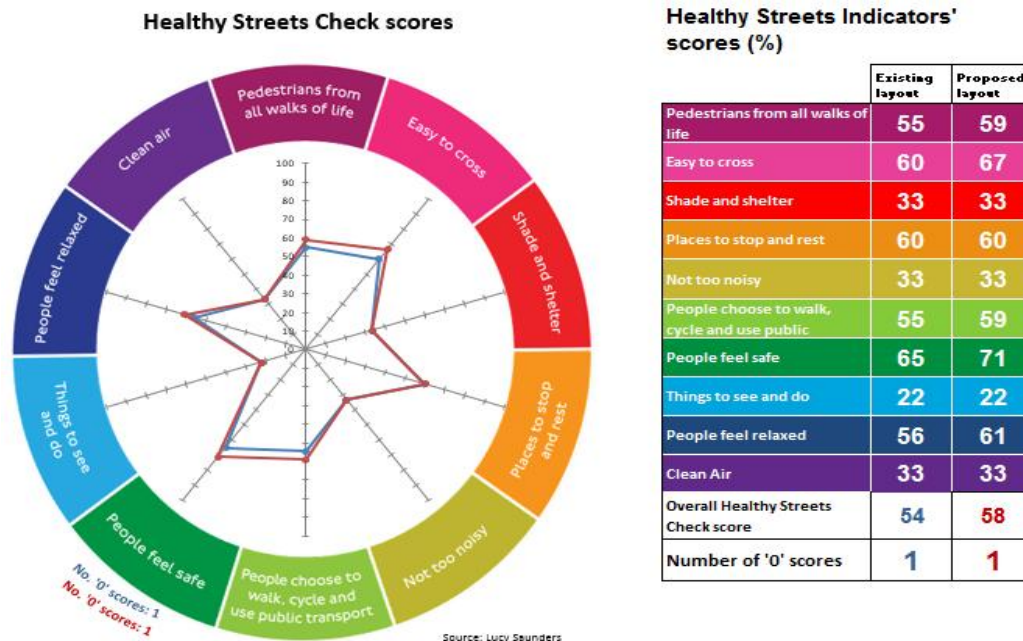 Healthy Streets Check scores
Pedestrians from
all walks of life
Easy to cross
Shade and shelter
Places to stop
and rest
Not too noisy
People choose to
walk, cycle and
use public transport
People feel safe
Things to see
and do
People feel relaxed
Clean air
100
90
80
70
60
50
40
30
20
10
0
No. '0' scores: 1
No. '0' scores: 1
Source: Lucy Saunders
Healthy Streets Indicators'
scores (%)
Existing Proposed
layout layout
Pedestrians from all walks of
life 55 59
Easy to cross 60 67
Shade and shelter 33 33
Places to stop and rest 60 60
Not too noisy 33 33
People choose to walk,
cycle and use public 55 59
People feel safe 65 71
Things to see and do 22 22
People feel relaxed 56 61
Clean Air 33 33
Overall Healthy Streets
Check score 54 58
Number of '0' scores 1 1